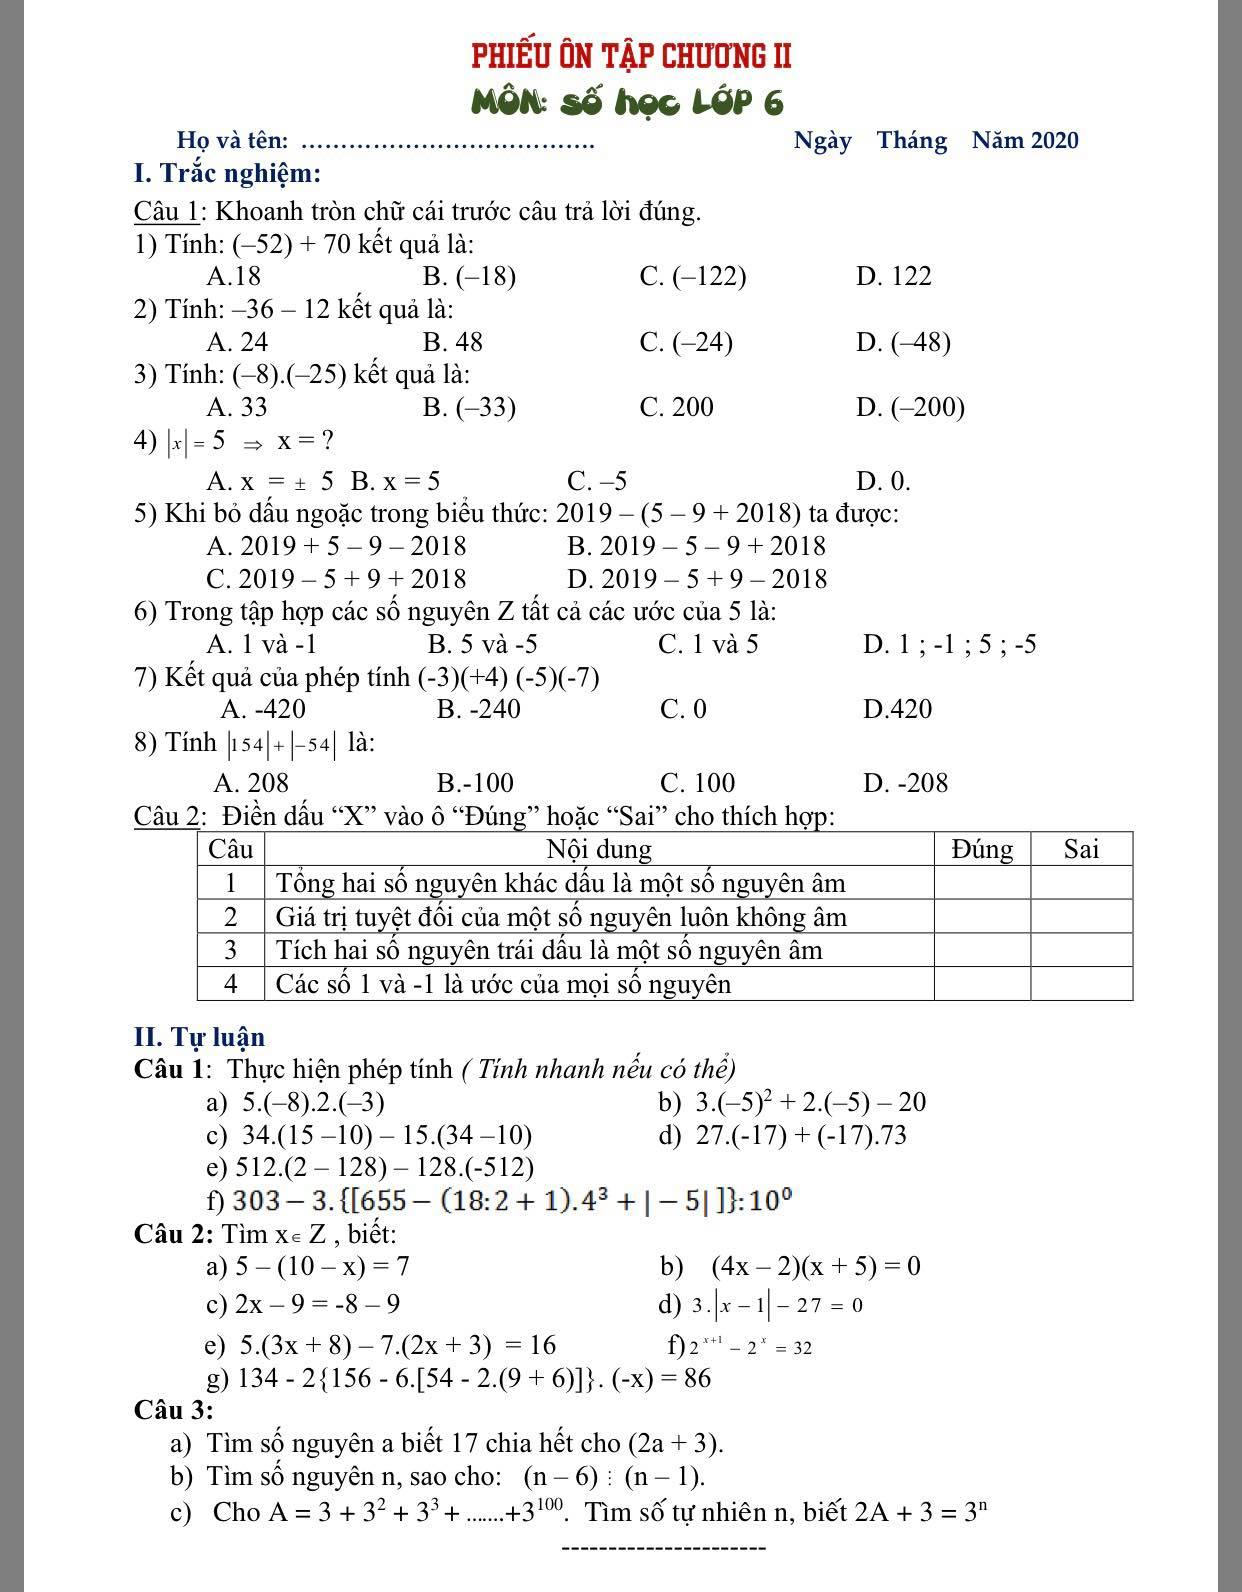 PHIẾU ÔN TẬP CHƯƠNG II
MÔN: SỐ HỌC LỚP 6
Họ và tên: ..................................... Ngày Tháng Năm 2020
I. Trắc nghiệm:
Câu 1: Khoanh tròn chữ cái trước câu trả lời đúng.
1) Tính: (–52) + 70 kết quả là:
A.18 B. (–18) C. (–122) D. 122
2) Tính: –36 – 12 kết quả là:
A. 24 B. 48 C. (–24) D. (–48)
3) Tính: (–8).(–25) kết quả là:
A. 33 B. (–33) C. 200 D. (–200)
4) |x| = 5 ⇒ x = ?
A. x = ± 5 B. x = 5 C. –5 D. 0.
5) Khi bỏ dấu ngoặc trong biểu thức: 2019 – (5 – 9 + 2018) ta được:
A. 2019 + 5 – 9 – 2018 B. 2019 – 5 – 9 + 2018
C. 2019 – 5 + 9 + 2018 D. 2019 – 5 + 9 – 2018
6) Trong tập hợp các số nguyên Z tất cả các ước của 5 là:
A. 1 và -1 B. 5 và -5 C. 1 và 5 D. 1 ; -1 ; 5 ; -5
7) Kết quả của phép tính (-3)(+4) (-5)(-7)
A. -420 B. -240 C. 0 D.420
8) Tính |154| + |–54| là:
A. 208 B.-100 C. 100 D. -208
Câu 2: Điền dấu “X” vào ô “Đúng” hoặc “Sai” cho thích hợp:
Câu Nội dung Đúng Sai
1 Tổng hai số nguyên khác dấu là một số nguyên âm
2 Giá trị tuyệt đối của một số nguyên luôn không âm
3 Tích hai số nguyên trái dấu là một số nguyên âm
4 Các số 1 và -1 là ước của mọi số nguyên
II. Tự luận
Câu 1: Thực hiện phép tính ( Tính nhanh nếu có thể)
a) 5.(–8).2.(–3) b) 3.(–5)² + 2.(–5) – 20
c) 34.(15 –10) – 15.(34 –10) d) 27.(-17) + (-17).73
e) 512.(2 – 128) – 128.(-512)
f) 303 − 3. {[655 − (18: 2 + 1). 4³ + | − 5| ]}: 10⁰
Câu 2: Tìm x ∈ Z , biết:
a) 5 – (10 – x) = 7 b) (4x – 2)(x + 5) = 0
c) 2x – 9 = -8 – 9 d) 3.|x − 1| − 27 = 0
e) 5.(3x + 8) – 7.(2x + 3) = 16 f) 2ˣ⁺¹ − 2ˣ = 32
g) 134 - 2{156 - 6.[54 - 2.(9 + 6)]}. (-x) = 86
Câu 3:
a) Tìm số nguyên a biết 17 chia hết cho (2a + 3).
b) Tìm số nguyên n, sao cho: (n – 6) ⋮ (n – 1).
c) Cho A = 3 + 3² + 3³ + .......+3¹⁰⁰. Tìm số tự nhiên n, biết 2A + 3 = 3ⁿ
----------------------